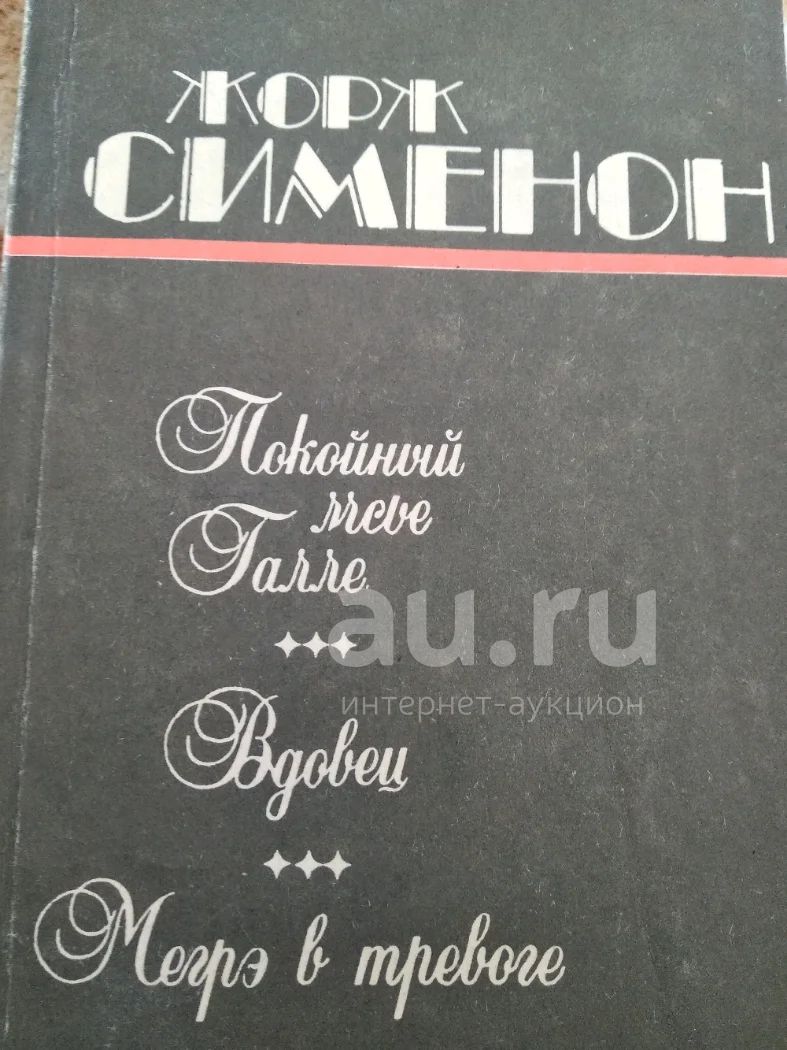 ЖОРЖ
СИМЕНОН
Покойный
мсье
Галле
au.ru
интернет-аукцион
Вдовец
Мегрэ в тревоге